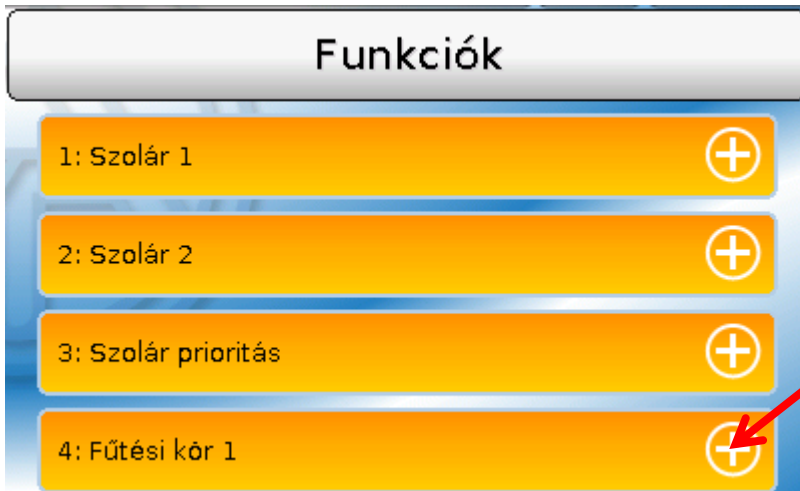 Funkciók
1: Szolár 1
2: Szolár 2
3: Szolár prioritás
4: Fűtési kör 1